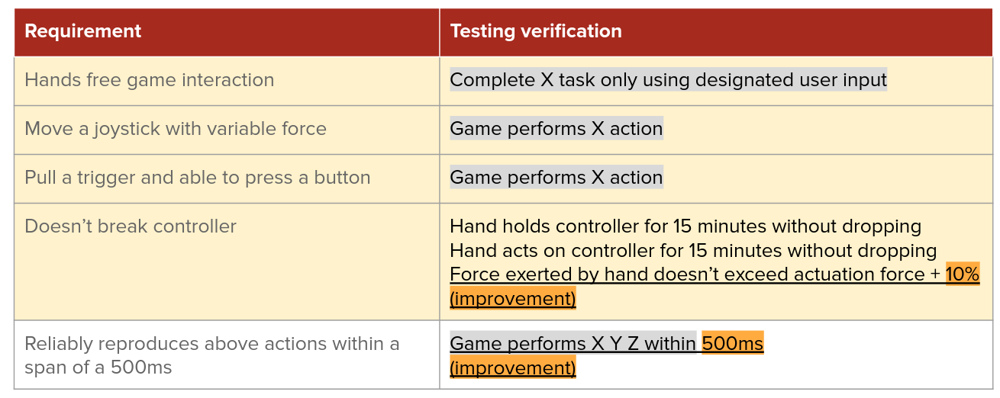 Requirement
Testing verification
Hands free game interaction
Complete X task only using designated user input
Move a joystick with variable force
Game performs X action
Pull a trigger and able to press a button
Game performs X action
Doesn’t break controller
Hand holds controller for 15 minutes without dropping
Hand acts on controller for 15 minutes without dropping
Force exerted by hand doesn’t exceed actuation force + 10%
(improvement)
Reliably reproduces above actions within a
span of a 500ms
Game performs X Y Z within 500ms
(improvement)